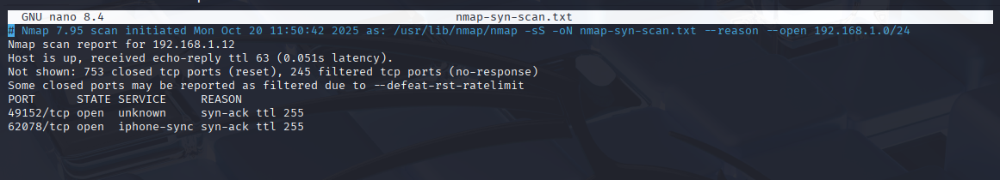 GNU nano 8.4 nmap-syn-scan.txt
# Nmap 7.95 scan initiated Mon Oct 20 11:50:42 2025 as: /usr/lib/nmap/nmap -sS -oN nmap-syn-scan.txt --reason --open 192.168.1.0/24
Nmap scan report for 192.168.1.12
Host is up, received echo-reply ttl 63 (0.051s latency).
Not shown: 753 closed tcp ports (reset), 245 filtered tcp ports (no-response)
Some closed ports may be reported as filtered due to --defeat-rst-ratelimit
PORT      STATE SERVICE     REASON
49152/tcp open  unknown     syn-ack ttl 255
62078/tcp open  iphone-sync syn-ack ttl 255